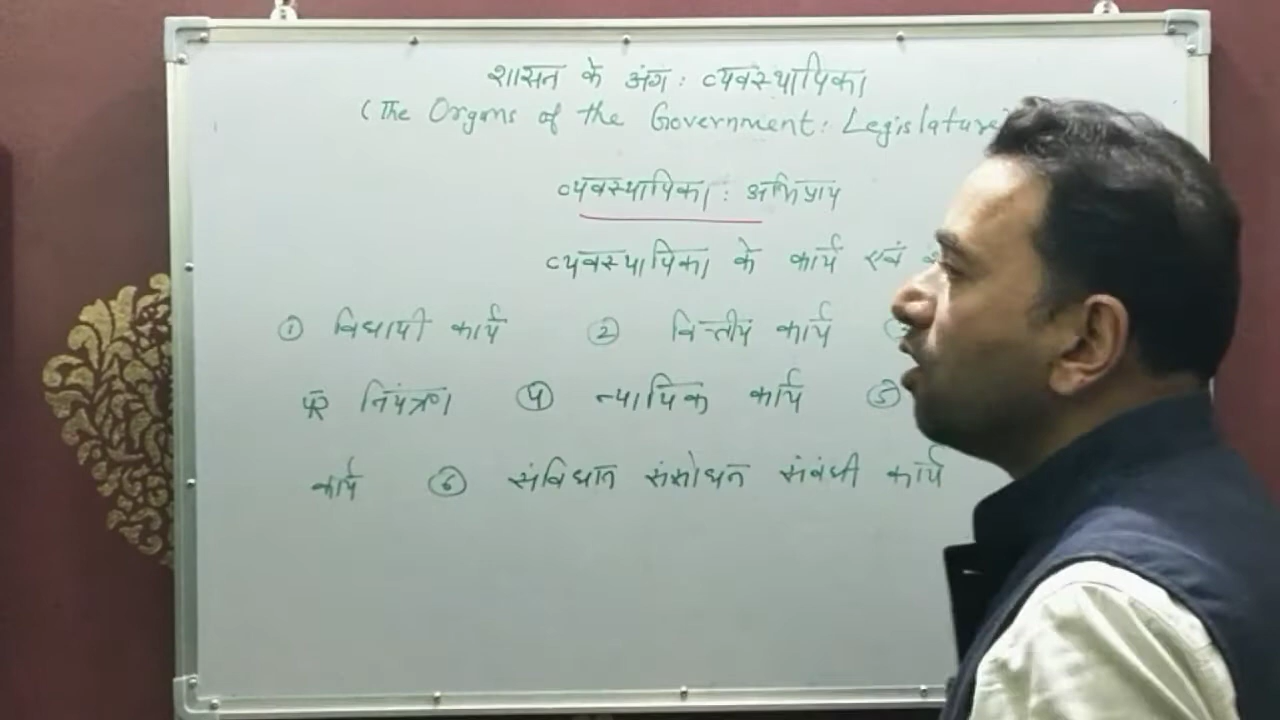 शासन के अंग : व्यवस्थापिका
(The Organs of the Government: Legislature
व्यवस्थापिका : अभिप्राय
व्यवस्थापिका के कार्य एवं
① विधायी कार्य ② वित्तीय कार्य
पर नियंत्रण ④ न्यायिक कार्य ⑤
कार्य ⑥ संविधान संशोधन संबंधी कार्य